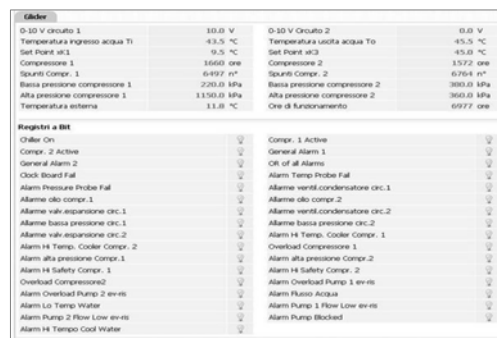 Glider
0-10 V circuito 1 10.0 V 0-10 V Circuito 2 0.0 V
Temperatura ingresso acqua Ti 43.5 °C Temperatura uscita acqua To 45.5 °C
Set Point xK1 9.5 °C Set Point xK3 45.0 °C
Compressore 1 1660 ore Compressore 2 1572 ore
Spunti Compr. 1 6497 n° Spunti Compr. 2 6764 n°
Bassa pressione compressore 1 220.0 kPa Bassa pressione compressore 2 380.0 kPa
Alta pressione compressore 1 1150.0 kPa Alta pressione compressore 2 360.0 kPa
Temperatura esterna 11.8 °C Ore di funzionamento 6977 ore
Registri a Bit
Chiller On Compr. 1 Active
Compr. 2 Active General Alarm 1
General Alarm 2 OR of all Alarms
Clock Board Fail Alarm Temp Probe Fail
Alarm Pressure Probe Fail Allarme ventil.condensatore circ.1
Allarme olio compr.1 Allarme olio compr.2
Allarme valv.espansione circ.1 Allarme ventil.condensatore circ.2
Allarme bassa pressione circ.1 Allarme bassa pressione circ.2
Allarme valv.espansione circ.2 Alarm Hi Temp. Cooler Compr. 1
Alarm Hi Temp. Cooler Compr. 2 Overload Compressore 1
Alarm alta pressione Compr.1 Alarm alta pressione Compr.2
Alarm Hi Safety Compr. 1 Alarm Hi Safety Compr. 2
Overload Compressore2 Alarm Overload Pump 1 ev-ris
Alarm Overload Pump 2 ev-ris Alarm Flusso Acqua
Alarm Lo Temp Water Alarm Pump 1 Flow Low ev-ris
Alarm Pump 2 Flow Low ev-ris Alarm Pump Blocked
Alarm Hi Tempo Cool Water